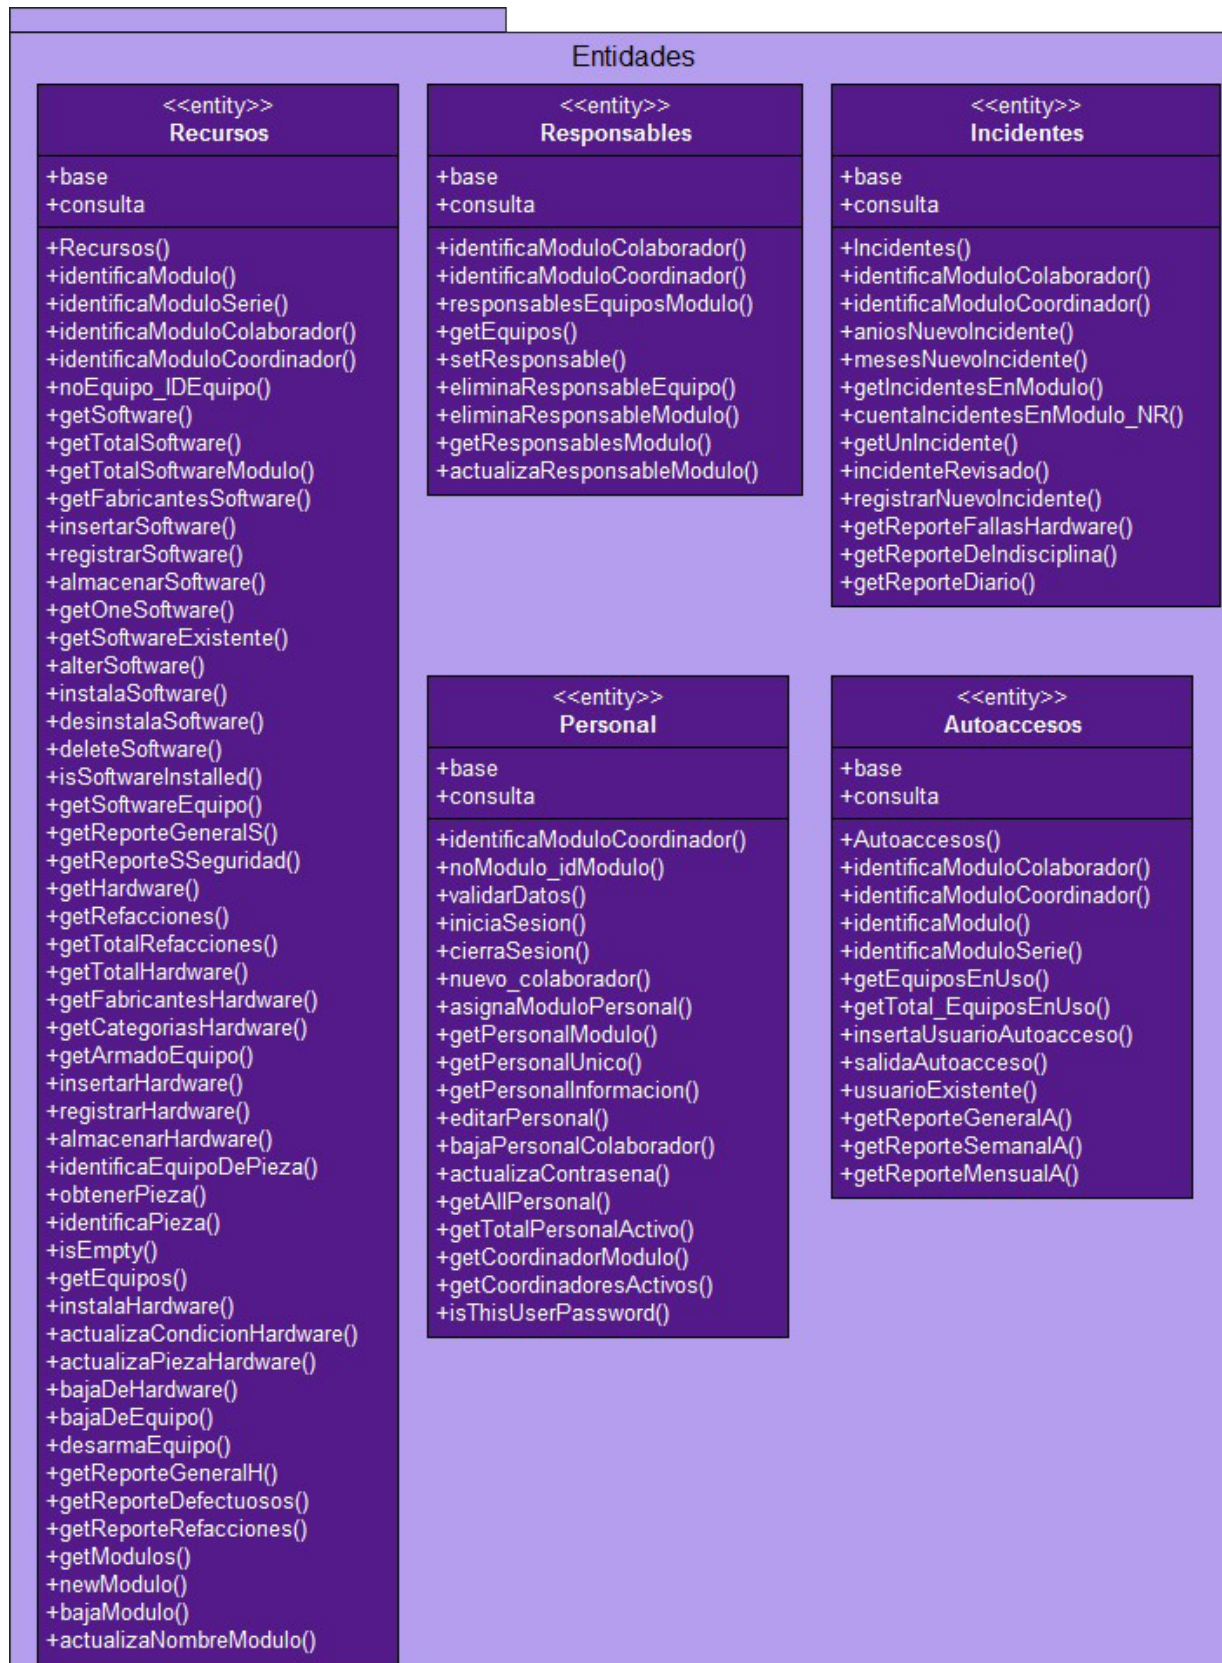 Entidades
<<entity>>
Recursos
+base
+consulta
+Recursos()
+identificaModulo()
+identificaModuloSerie()
+identificaModuloColaborador()
+identificaModuloCoordinador()
+noEquipo_IDEquipo()
+getSoftware()
+getTotalSoftware()
+getTotalSoftwareModulo()
+getFabricantesSoftware()
+insertarSoftware()
+registrarSoftware()
+almacenarSoftware()
+getOneSoftware()
+getSoftwareExistente()
+alterSoftware()
+instalaSoftware()
+desinstalaSoftware()
+deleteSoftware()
+isSoftwareInstalled()
+getSoftwareEquipo()
+getReporteGeneralS()
+getReporteSSeguridad()
+getHardware()
+getRefacciones()
+getTotalRefacciones()
+getTotalHardware()
+getFabricantesHardware()
+getCategoriasHardware()
+getArmadoEquipo()
+insertarHardware()
+registrarHardware()
+almacenarHardware()
+identificaEquipoDePieza()
+obtenerPieza()
+identificaPieza()
+isEmpty()
+getEquipos()
+instalaHardware()
+actualizaCondicionHardware()
+actualizaPiezaHardware()
+bajaDeHardware()
+bajaDeEquipo()
+desarmaEquipo()
+getReporteGeneralH()
+getReporteDefectuosos()
+getReporteRefacciones()
+getModulos()
+newModulo()
+bajaModulo()
+actualizaNombreModulo()
<<entity>>
Responsables
+base
+consulta
+identificaModuloColaborador()
+identificaModuloCoordinador()
+responsablesEquiposModulo()
+getEquipos()
+setResponsable()
+eliminaResponsableEquipo()
+eliminaResponsableModulo()
+getResponsablesModulo()
+actualizaResponsableModulo()
<<entity>>
Incidentes
+base
+consulta
+Incidentes()
+identificaModuloColaborador()
+identificaModuloCoordinador()
+aniosNuevoIncidente()
+mesesNuevoIncidente()
+getIncidentesEnModulo()
+cuentaIncidentesEnModulo_NR()
+getUnIncidente()
+incidenteRevisado()
+registrarNuevoIncidente()
+getReporteFallasHardware()
+getReporteDeIndisciplina()
+getReporteDiario()
<<entity>>
Personal
+base
+consulta
+identificaModuloCoordinador()
+noModulo_idModulo()
+validarDatos()
+iniciaSesion()
+cierraSesion()
+nuevo_colaborador()
+asignaModuloPersonal()
+getPersonalModulo()
+getPersonalUnico()
+getPersonalInformacion()
+editarPersonal()
+bajaPersonalColaborador()
+actualizaContrasena()
+getAllPersonal()
+getTotalPersonalActivo()
+getCoordinadorModulo()
+getCoordinadoresActivos()
+isThisUserPassword()
<<entity>>
Autoaccesos
+base
+consulta
+Autoaccesos()
+identificaModuloColaborador()
+identificaModuloCoordinador()
+identificaModulo()
+identificaModuloSerie()
+getEquiposEnUso()
+getTotal_EquiposEnUso()
+insertaUsuarioAutoacceso()
+salidaAutoacceso()
+usuarioExistente()
+getReporteGeneralA()
+getReporteSemanalA()
+getReporteMensualA()